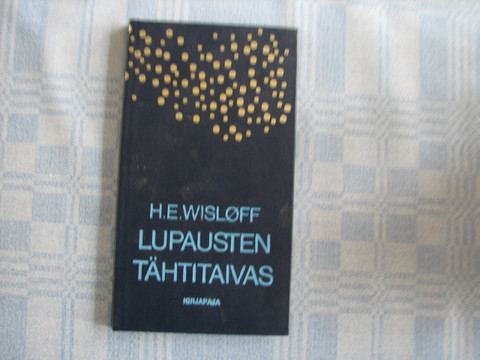 H.E.WISLØFF
LUPAUSTEN
TÄHTITAIVAS
KIRJAPAJA